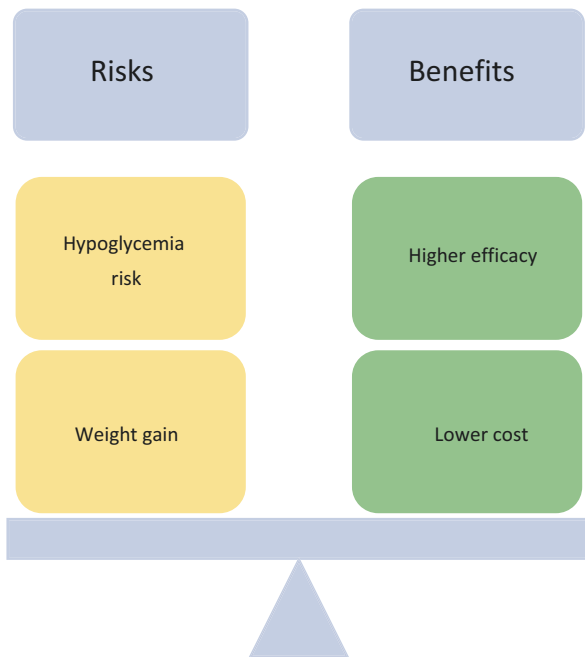 Risks
Benefits
Hypoglycemia
risk
Higher efficacy
Weight gain
Lower cost